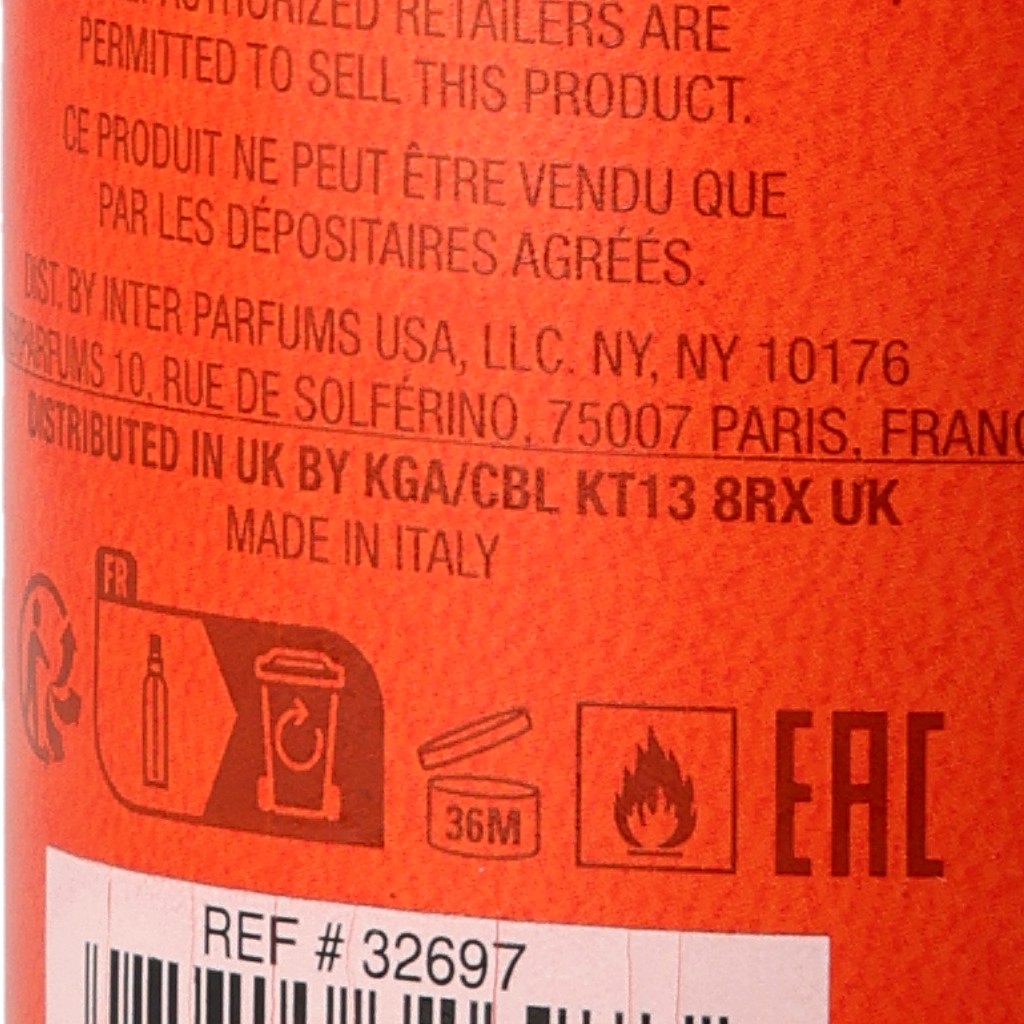 AUTHORIZED RETAILERS ARE
PERMITTED TO SELL THIS PRODUCT.
CE PRODUIT NE PEUT ÊTRE VENDU QUE
PAR LES DÉPOSITAIRES AGRÉÉS.
DIST. BY INTER PARFUMS USA, LLC. NY, NY 10176
PARFUMS 10, RUE DE SOLFÉRINO, 75007 PARIS, FRANC
DISTRIBUTED IN UK BY KGA/CBL KT13 8RX UK
MADE IN ITALY
FR
36M
EAC
REF # 32697